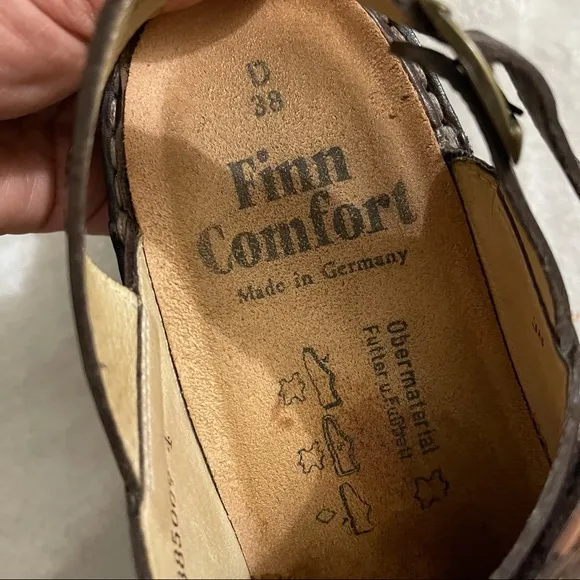 D
38
Finn
Comfort
Made in Germany
Obermaterial
Futter u. Fußbett